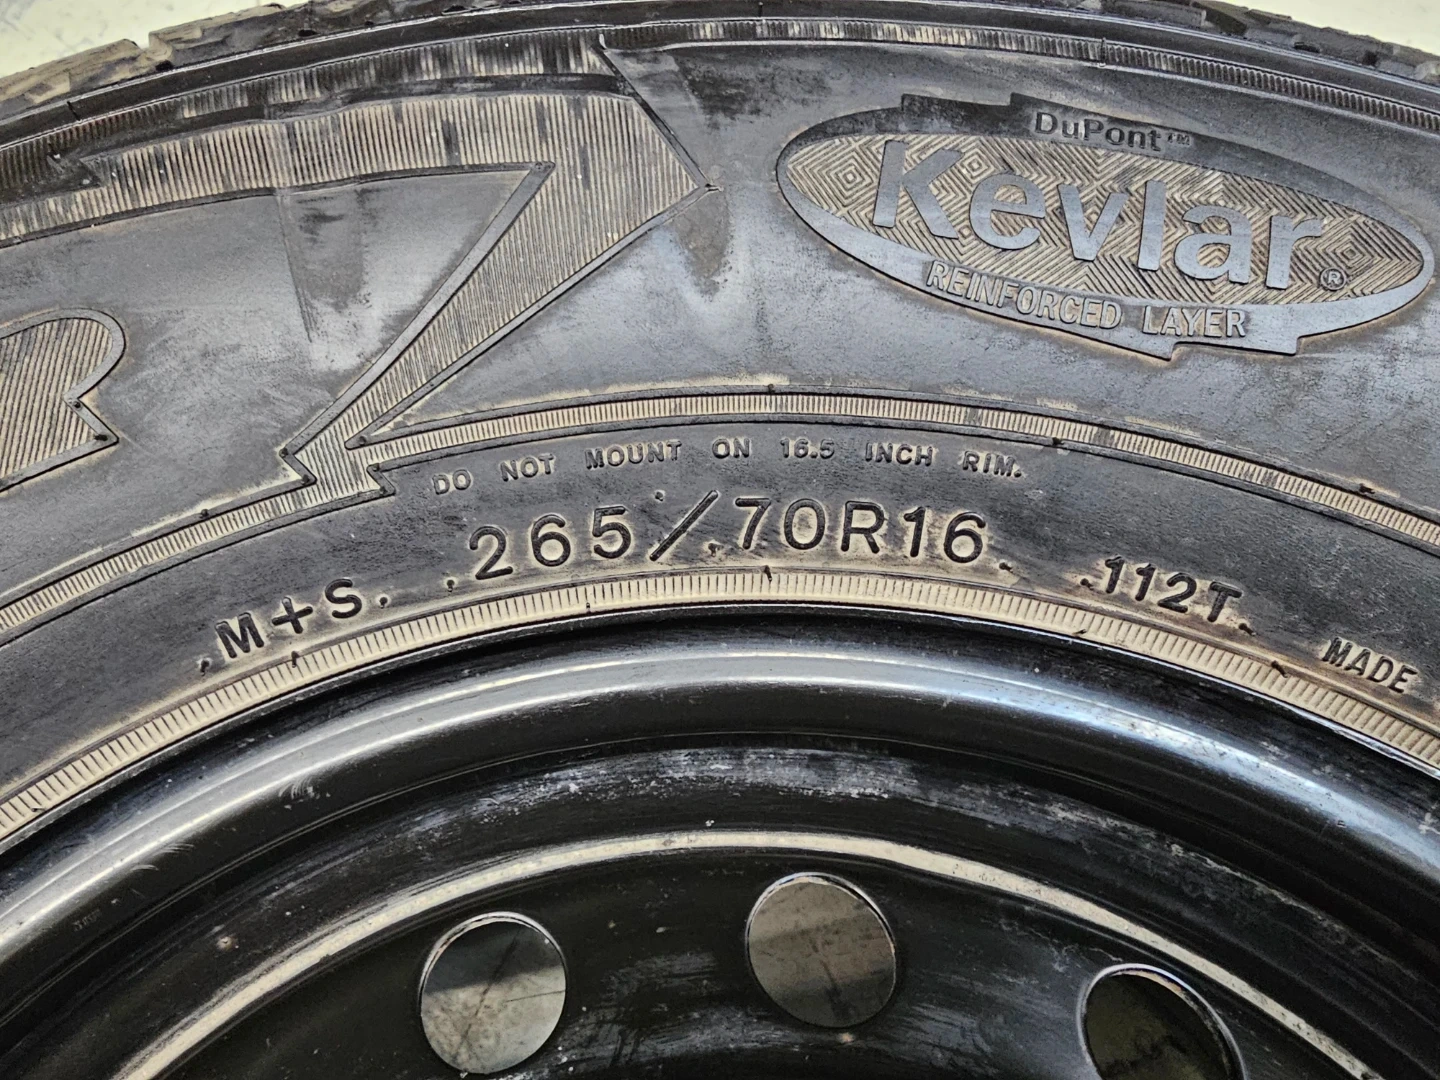 DuPont™
Kevlar®
REINFORCED LAYER
DO NOT MOUNT ON 16.5 INCH RIM.
M+S. 265/70R16 112T
MADE